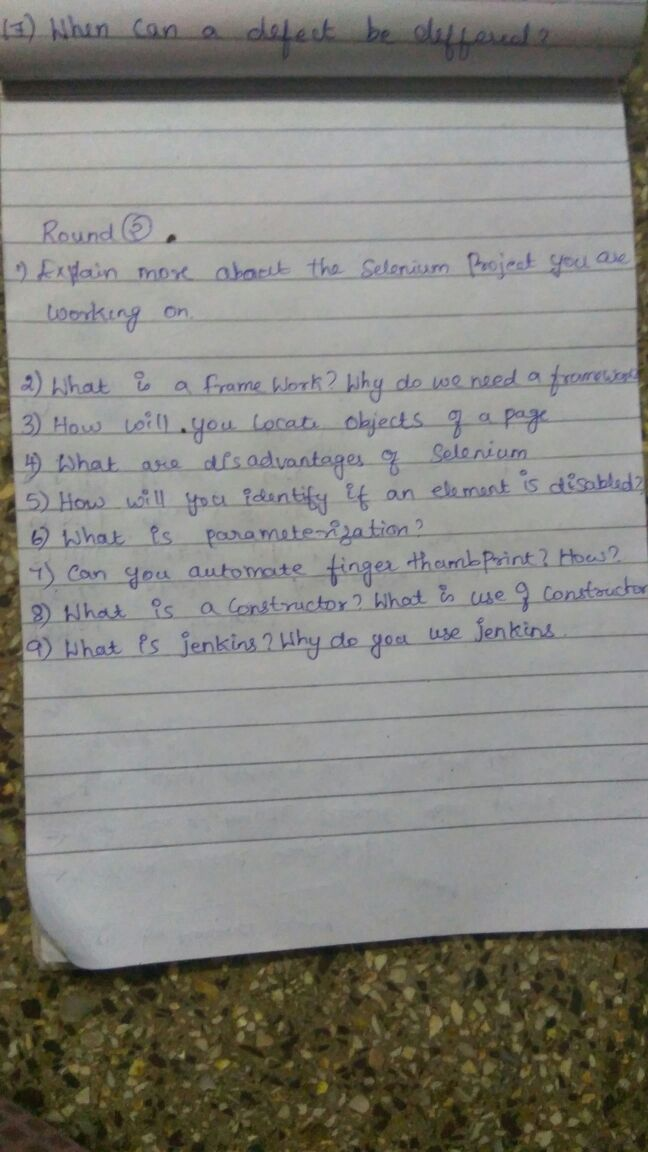 17) When can a defect be deffered?
Round ②.
1) Explain more about the Selenium Project you are
working on.
2) What is a frame work? Why do we need a framework
3) How will you locate objects of a page
4) What are disadvantages of Selenium
5) How will you identify if an element is disabled?
6) What is parameterization?
7) Can you automate finger thambPrint? How?
8) What is a Constructor? What is use of Constructor
9) What is jenkins? Why do you use jenkins.